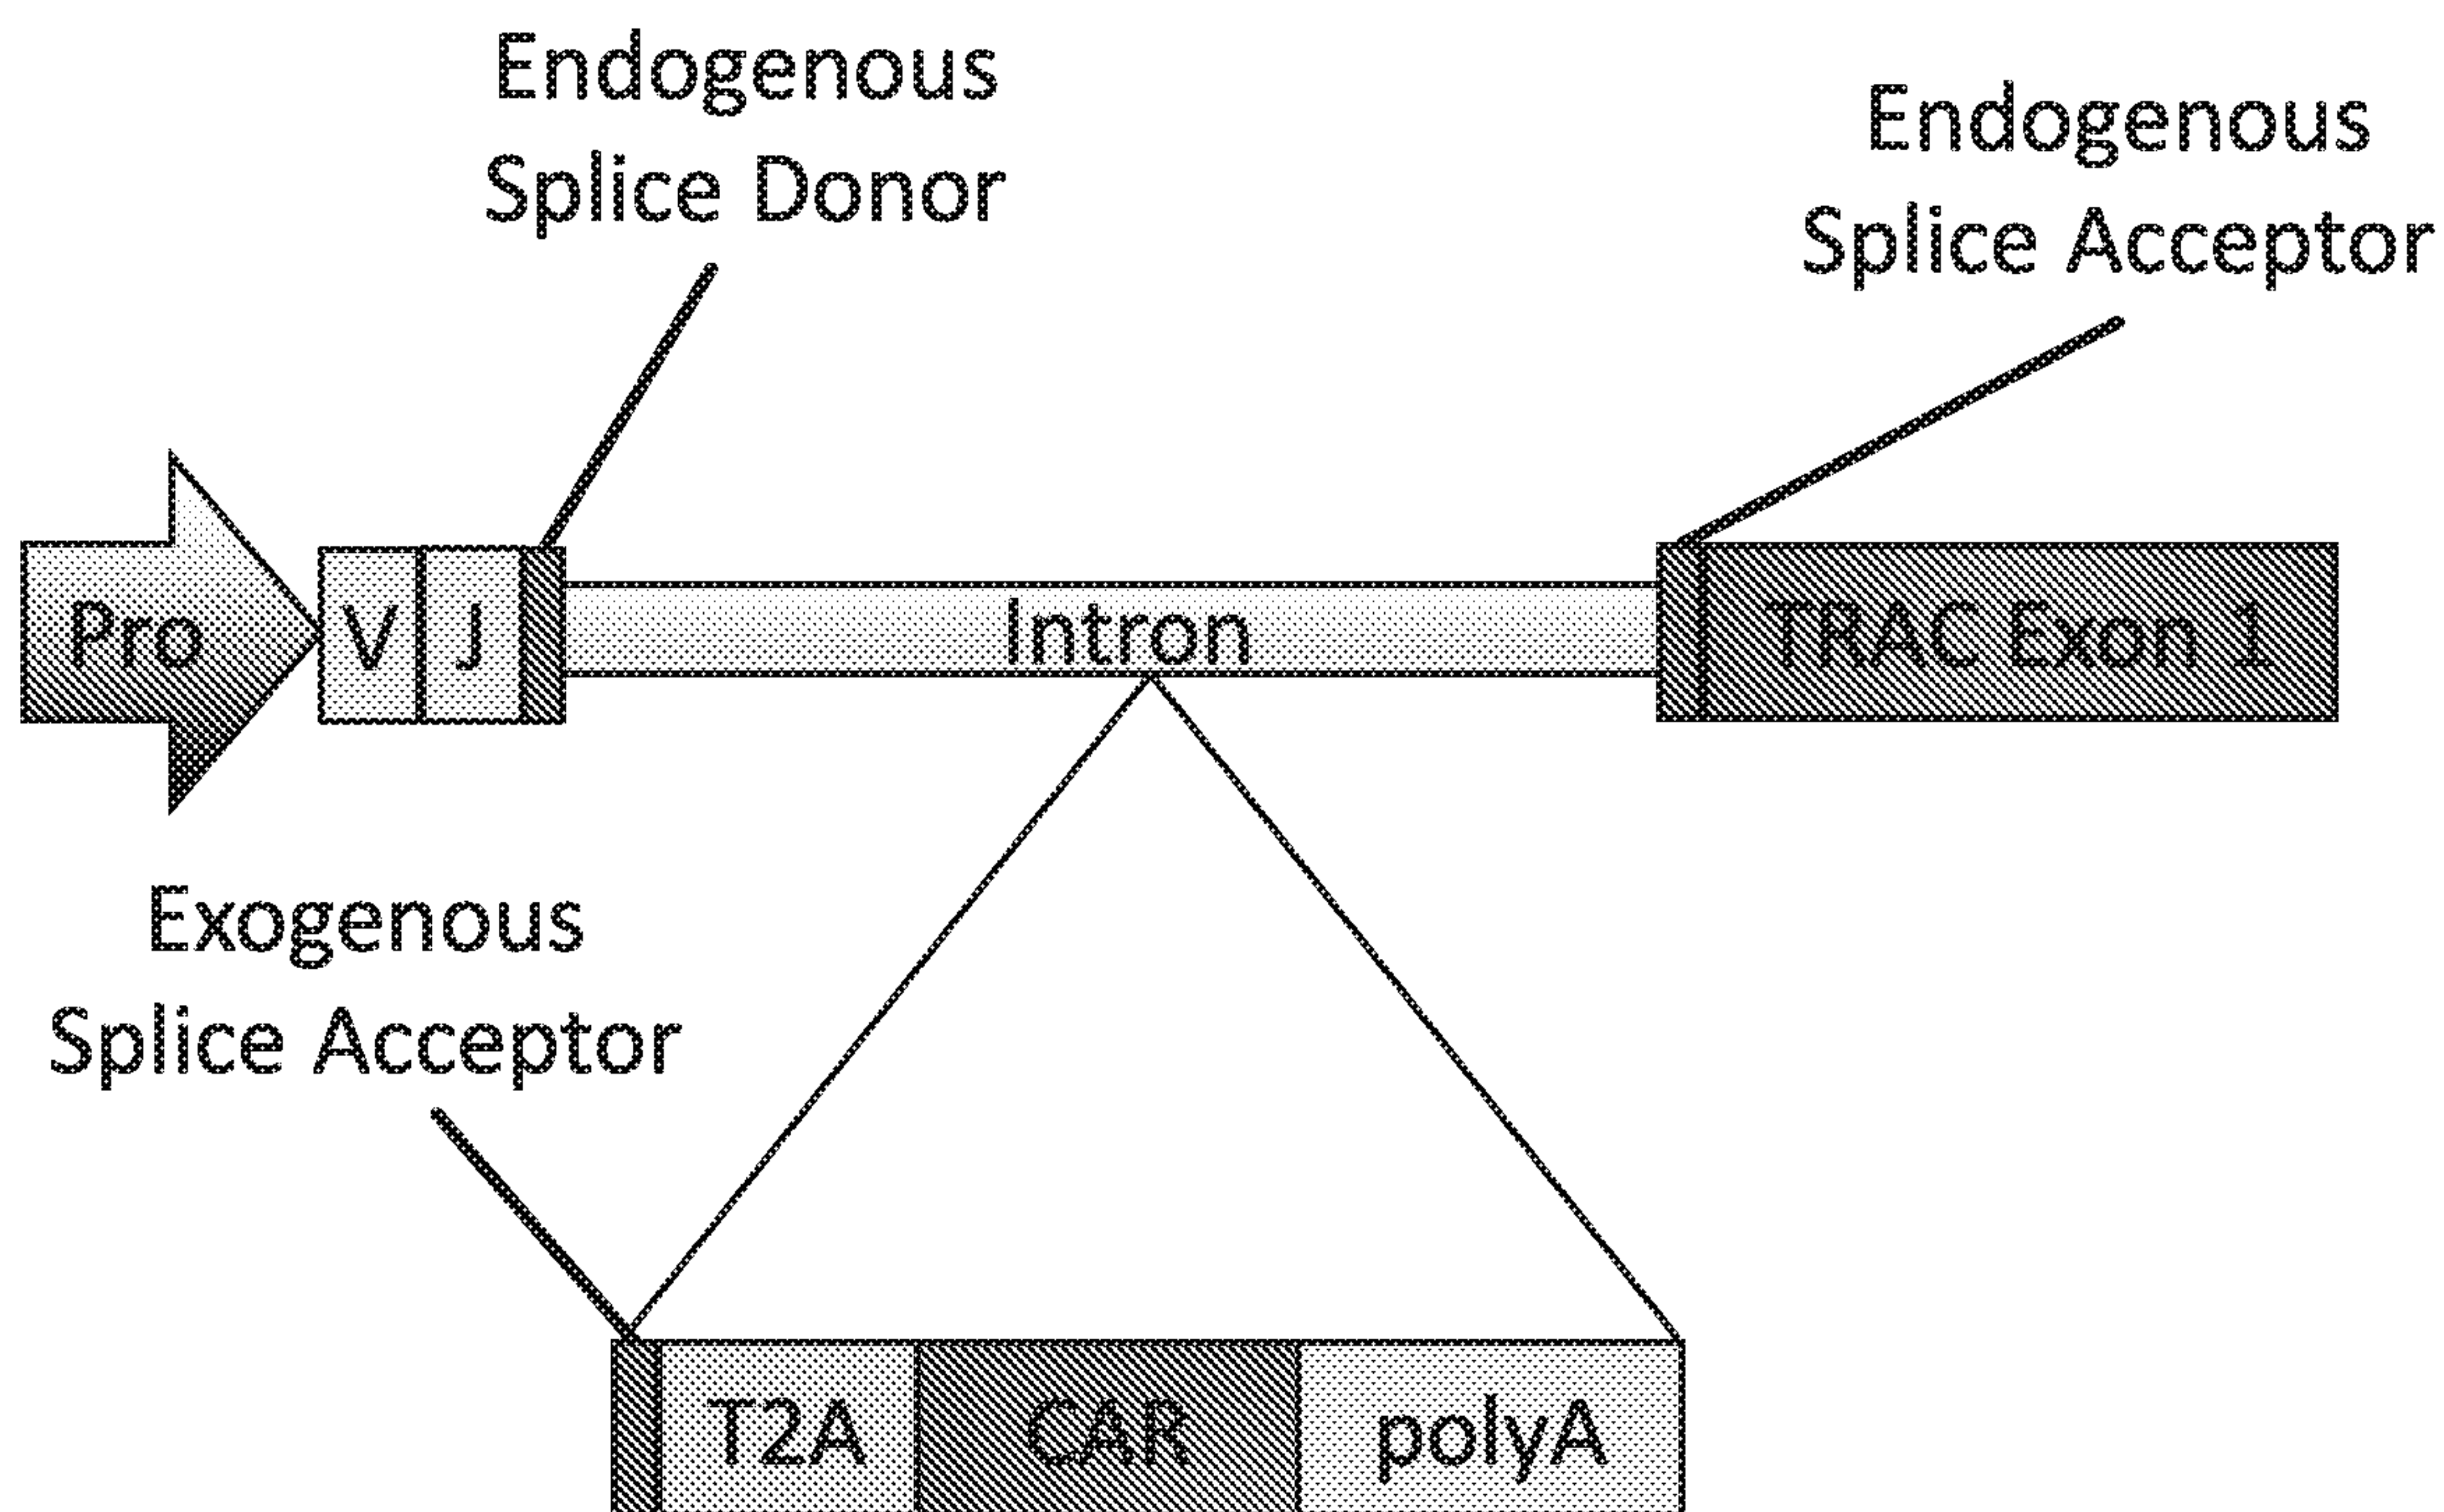 Endogenous
Splice Donor
Endogenous
Splice Acceptor
Pro
V
J
Intron
TRAC Exon 1
Exogenous
Splice Acceptor
T2A
CAR
polyA